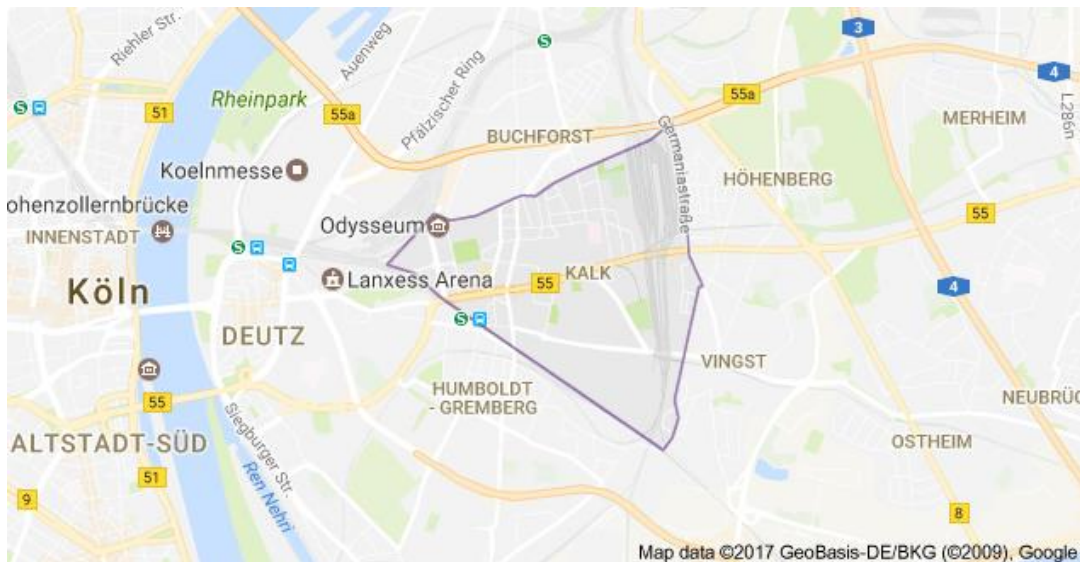 Riehler Str.
Auenweg
S
3
4
S
51
Rheinpark
55a
Pfälzischer Ring
55a
L286n
MERHEIM
BUCHFORST
Germaniastraße
Koelnmesse
HÖHENBERG
ohenzollernbrücke
INNENSTADT
Odysseum
55
S
KALK
Lanxess Arena
55
4
Köln
S
DEUTZ
VINGST
HUMBOLDT
- GREMBERG
55
NEUBRÜC
Siegburger Str.
ALTSTADT-SÜD
OSTHEIM
Ren Nehri
51
9
8
Map data ©2017 GeoBasis-DE/BKG (©2009), Google